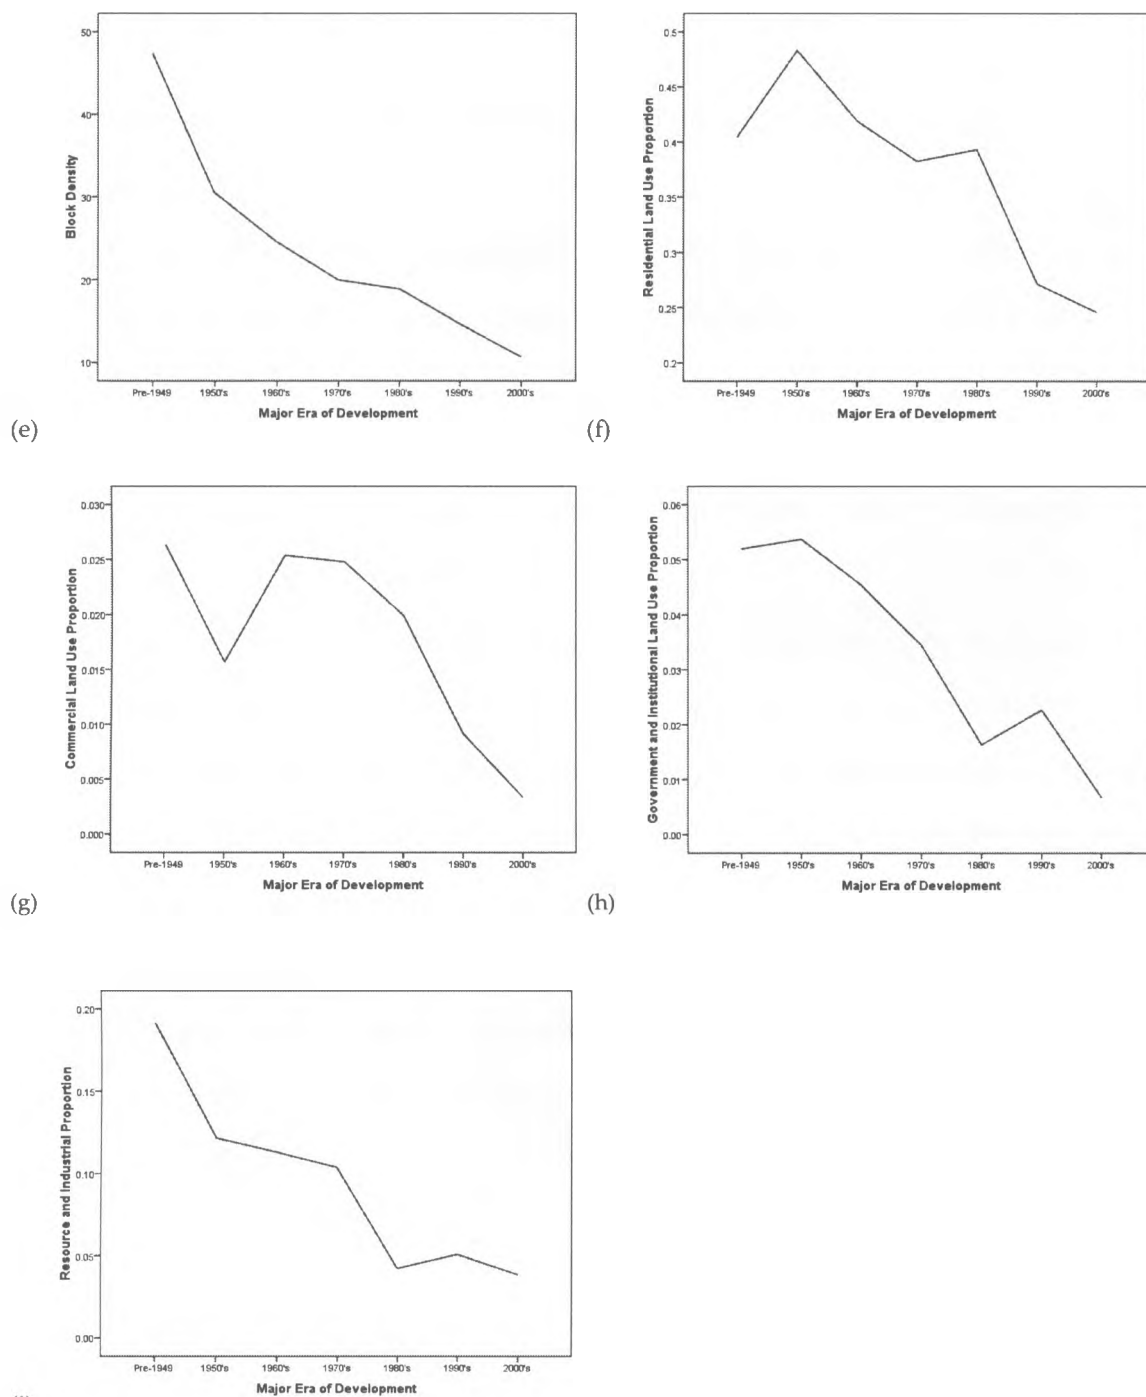 50
40
30
20
10
Block Density
Pre-1949 1950's 1960's 1970's 1980's 1990's 2000's
Major Era of Development
(e)
0.5
0.45
0.4
0.35
0.3
0.25
0.2
Residential Land Use Proportion
Pre-1949 1950's 1960's 1970's 1980's 1990's 2000's
Major Era of Development
(f)
0.030
0.025
0.020
0.015
0.010
0.005
0.000
Commercial Land Use Proportion
Pre-1949 1950's 1960's 1970's 1980's 1990's 2000's
Major Era of Development
(g)
0.06
0.05
0.04
0.03
0.02
0.01
0.00
Government and Institutional Land Use Proportion
Pre-1949 1950's 1960's 1970's 1980's 1990's 2000's
Major Era of Development
(h)
0.20
0.15
0.10
0.05
0.00
Resource and Industrial Proportion
Pre-1949 1950's 1960's 1970's 1980's 1990's 2000's
Major Era of Development